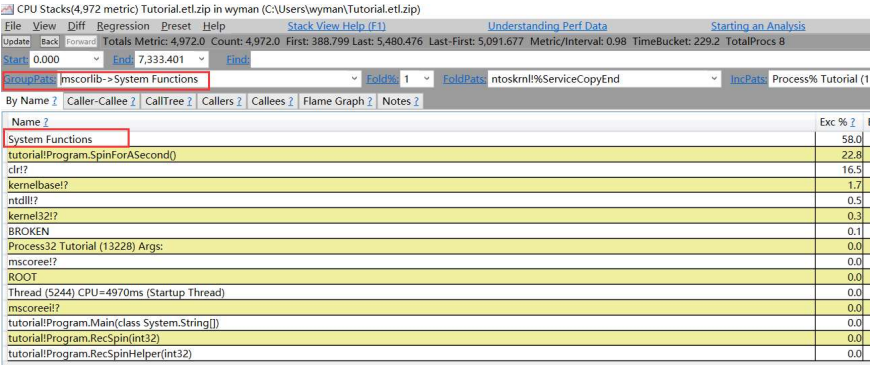 CPU Stacks(4,972 metric) Tutorial.etl.zip in wyman (C:\Users\wyman\Tutorial.etl.zip)
File View Diff Regression Preset Help Stack View Help (F1) Understanding Perf Data Starting an Analysis
Update Back Forward Totals Metric: 4,972.0 Count: 4,972.0 First: 388.799 Last: 5,480.476 Last-First: 5,091.677 Metric/Interval: 0.98 TimeBucket: 229.2 TotalProcs 8
Start: 0.000 End: 7,333.401 Find:
GroupPats: mscorlib->System Functions Fold%: 1 FoldPats: ntoskrnl!%ServiceCopyEnd IncPats: Process% Tutorial (1
By Name ? Caller-Callee ? CallTree ? Callers ? Callees ? Flame Graph ? Notes ?
Name ? Exc % ?
System Functions 58.0
tutorial!Program.SpinForASecond() 22.8
clr!? 16.5
kernelbase!? 1.7
ntdll!? 0.5
kernel32!? 0.3
BROKEN 0.1
Process32 Tutorial (13228) Args: 0.0
mscoree!? 0.0
ROOT 0.0
Thread (5244) CPU=4970ms (Startup Thread) 0.0
mscoreei!? 0.0
tutorial!Program.Main(class System.String[]) 0.0
tutorial!Program.RecSpin(int32) 0.0
tutorial!Program.RecSpinHelper(int32) 0.0